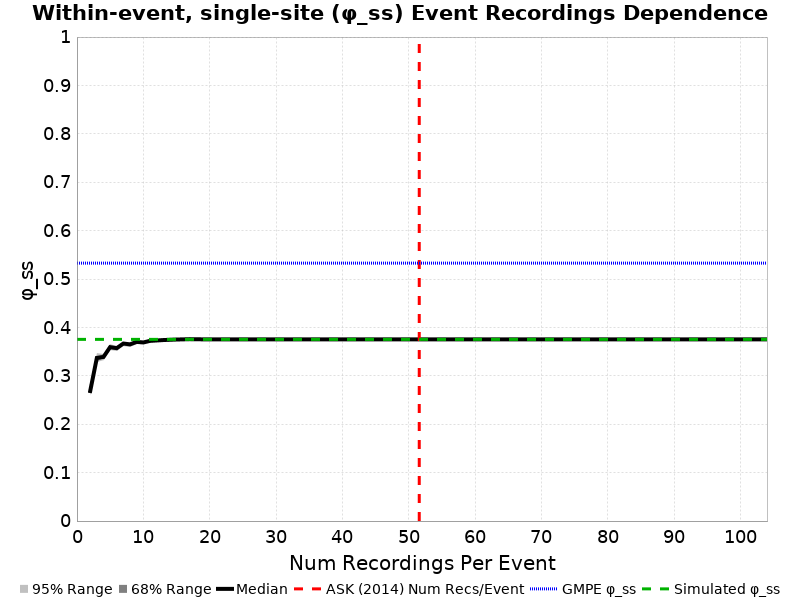 Within-event, single-site (φ_ss) Event Recordings Dependence
1
0.9
0.8
0.7
0.6
0.5
0.4
0.3
0.2
0.1
0
φ_ss
0 10 20 30 40 50 60 70 80 90 100
Num Recordings Per Event
95% Range 68% Range Median ASK (2014) Num Recs/Event GMPE φ_ss Simulated φ_ss